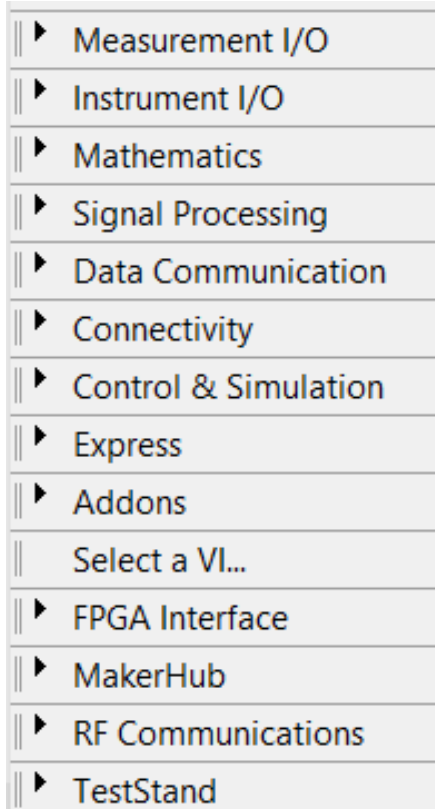 Measurement I/O
Instrument I/O
Mathematics
Signal Processing
Data Communication
Connectivity
Control & Simulation
Express
Addons
Select a VI...
FPGA Interface
MakerHub
RF Communications
TestStand